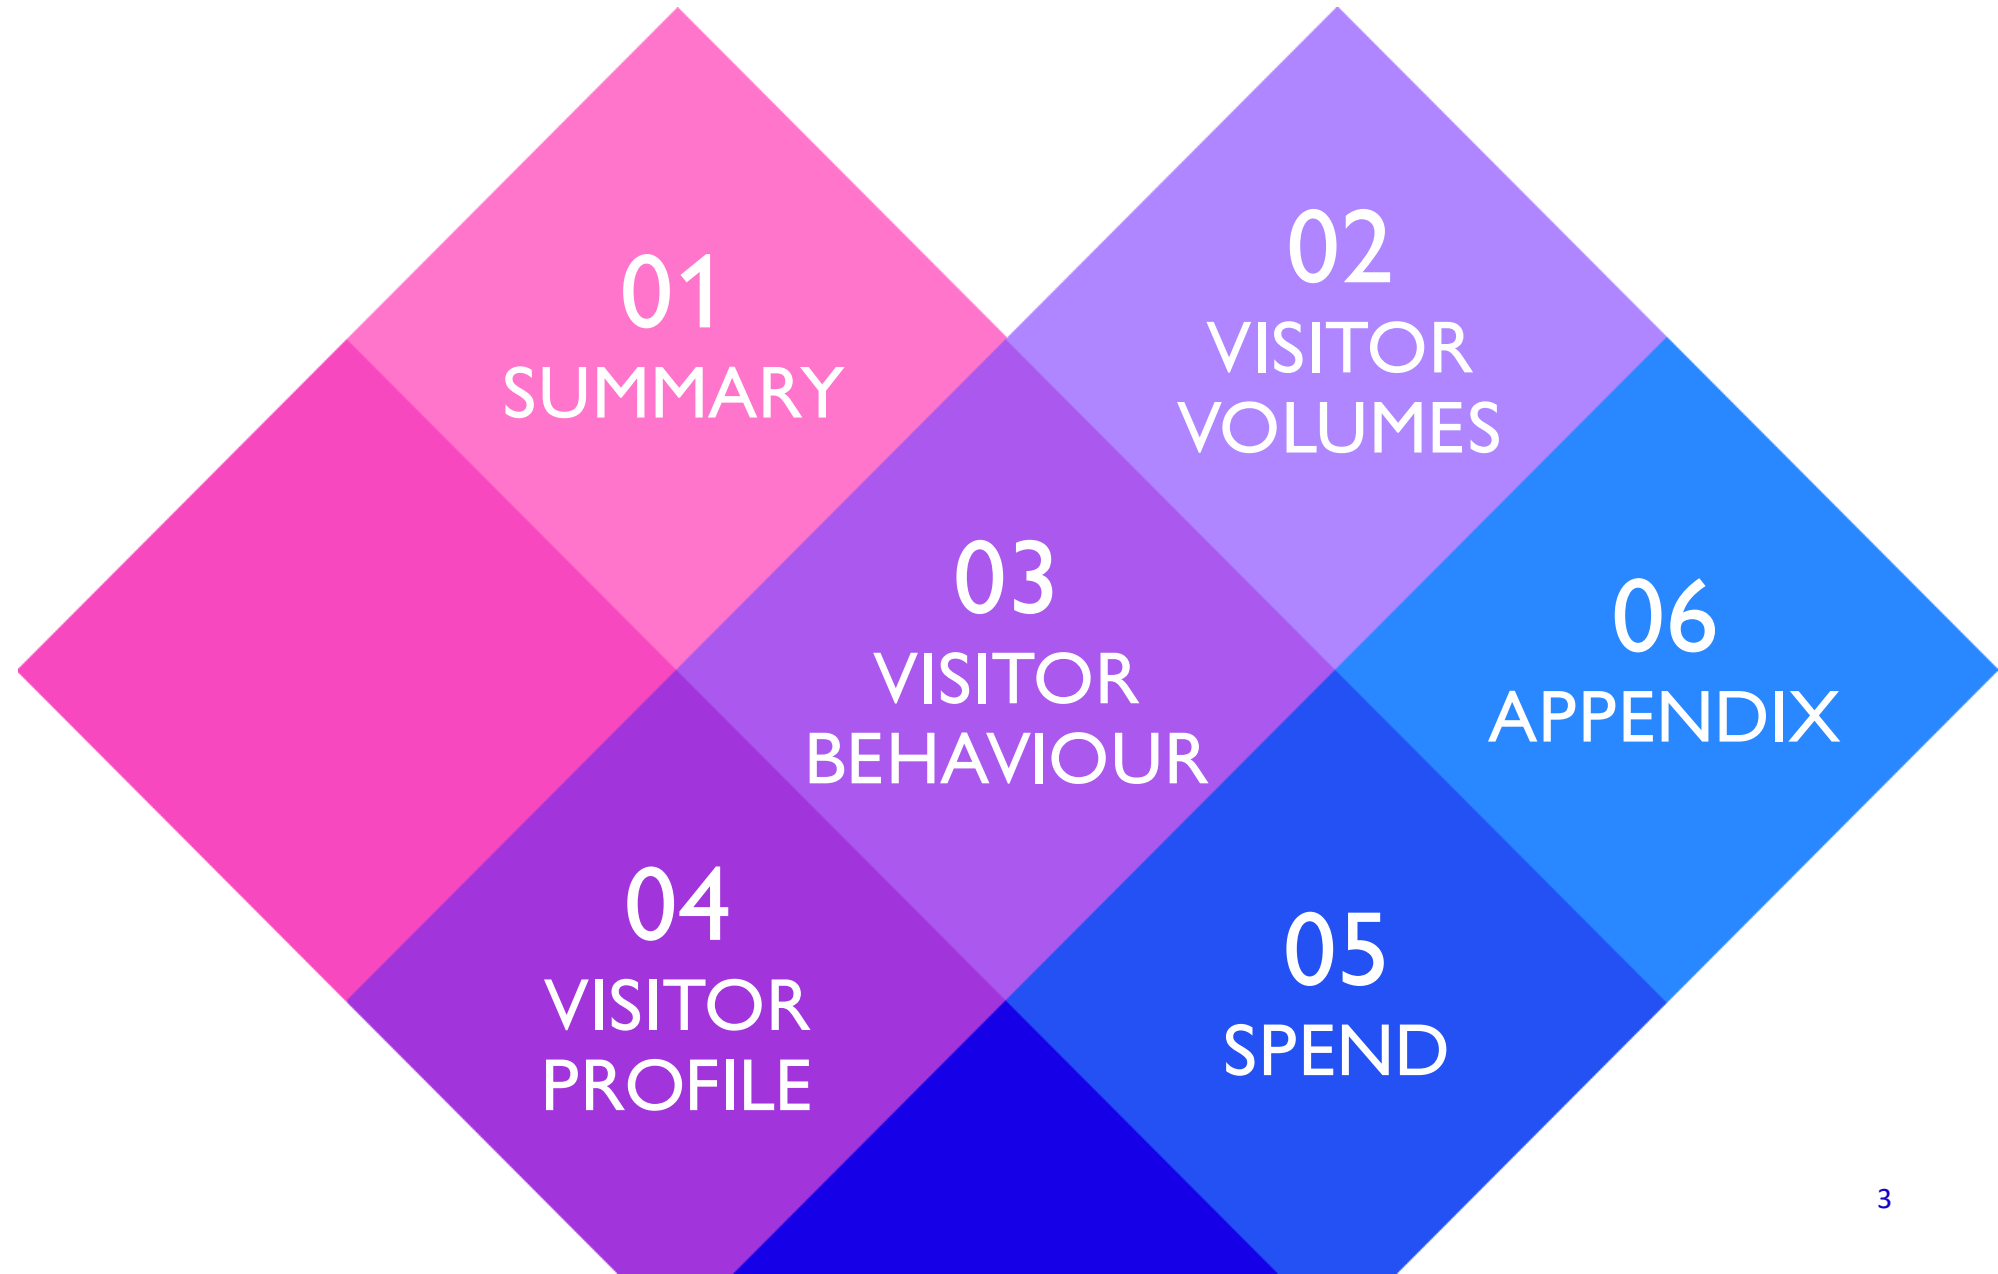 01
SUMMARY
02
VISITOR
VOLUMES
03
VISITOR
BEHAVIOUR
04
VISITOR
PROFILE
05
SPEND
06
APPENDIX
3